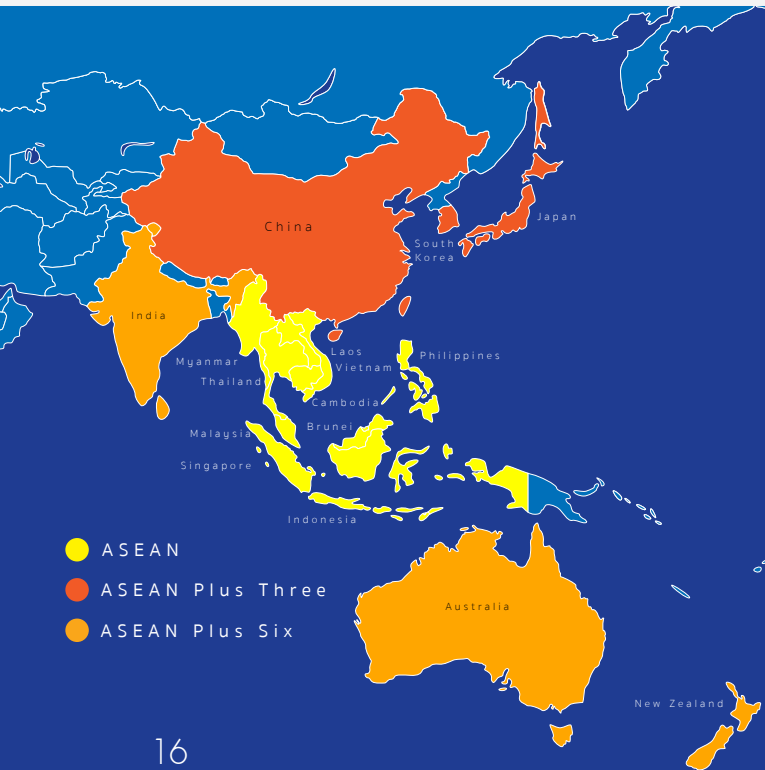 China
Japan
South
Korea
India
Laos
Myanmar
Vietnam
Philippines
Thailand
Cambodia
Brunei
Malaysia
Singapore
Indonesia
ASEAN
ASEAN Plus Three
Australia
ASEAN Plus Six
New Zealand
16